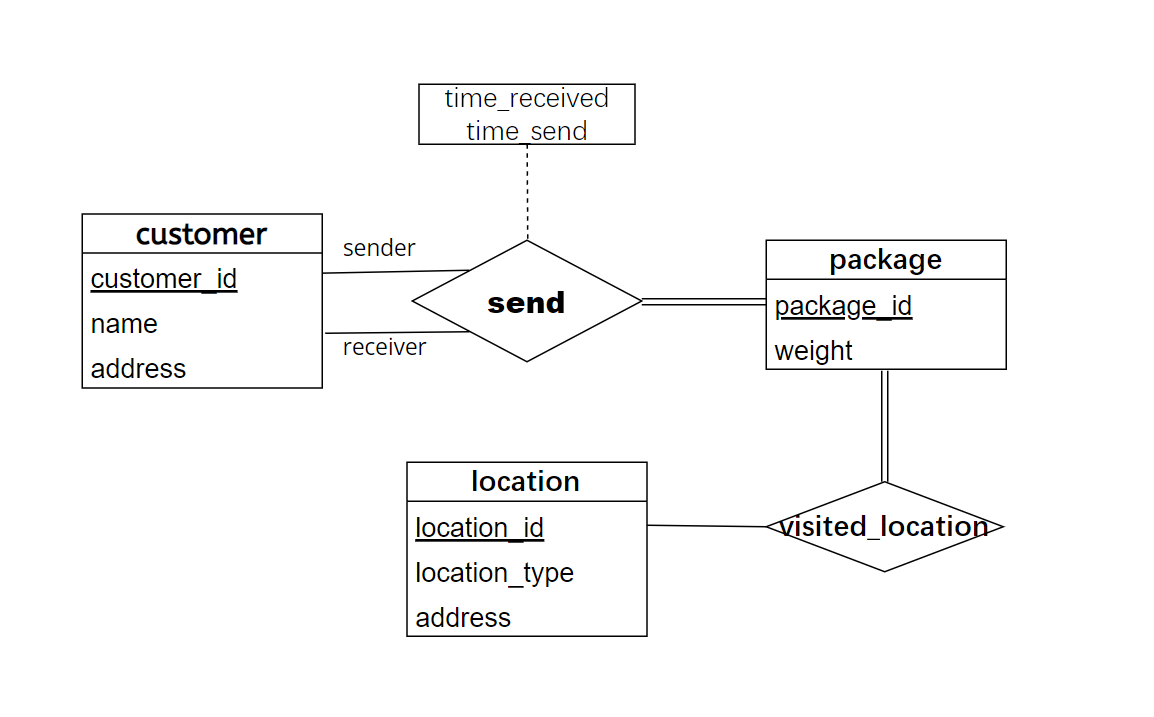 time_received
time_send
customer
customer_id
name
address
sender
receiver
send
package
package_id
weight
location
location_id
location_type
address
visited_location